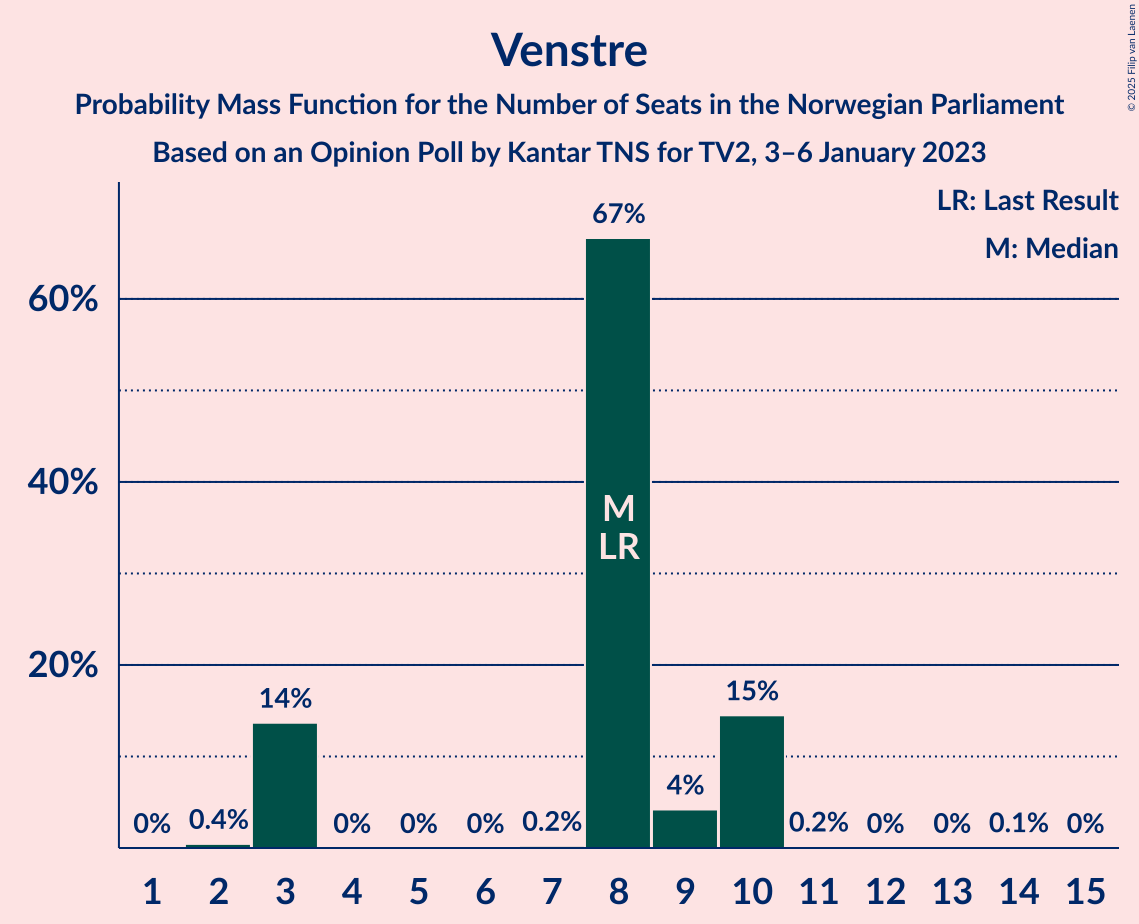 Venstre
Probability Mass Function for the Number of Seats in the Norwegian Parliament
Based on an Opinion Poll by Kantar TNS for TV2, 3–6 January 2023
© 2025 Filip van Laenen
LR: Last Result
M: Median
60%
40%
20%
0%
0.4%
14%
0%
0%
0%
0.2%
67%
M
LR
4%
15%
0.2%
0%
0%
0.1%
0%
1 2 3 4 5 6 7 8 9 10 11 12 13 14 15